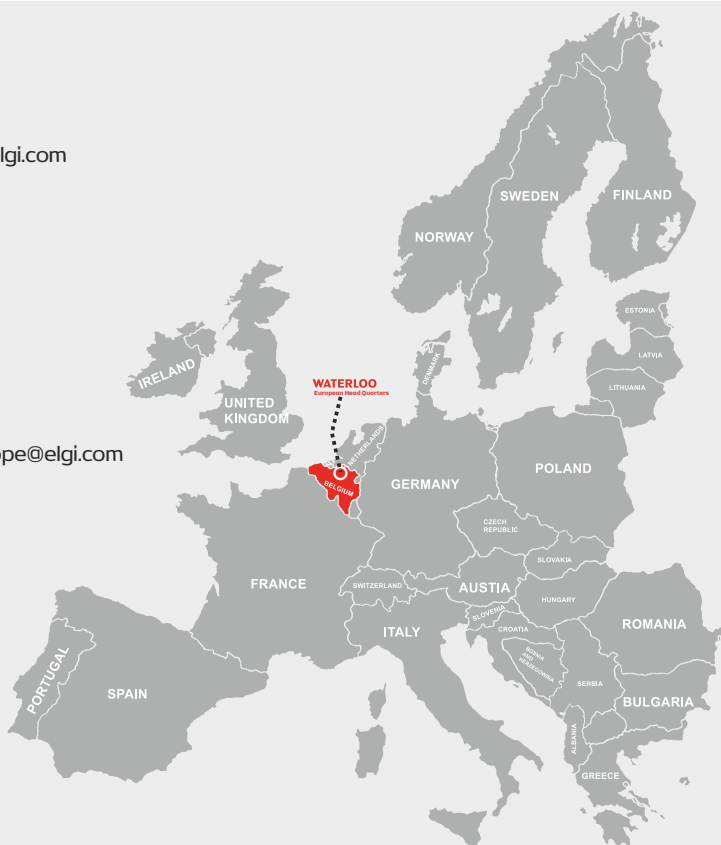 lgi.com
SWEDEN
FINLAND
NORWAY
ESTONIA
LATVIA
DENMARK
LITHUANIA
IRELAND
WATERLOO
European Head Quarters
UNITED
KINGDOM
NETHERLANDS
pe@elgi.com
POLAND
GERMANY
BELGIUM
CZECH
REPUBLIC
SLOVAKIA
FRANCE
SWITZERLAND
AUSTIA
HUNGARY
SLOVENIA
ROMANIA
ITALY
CROATIA
BOSNIA
AND
HERZEGOVINA
PORTUGAL
SPAIN
SERBIA
BULGARIA
ALBANIA
GREECE